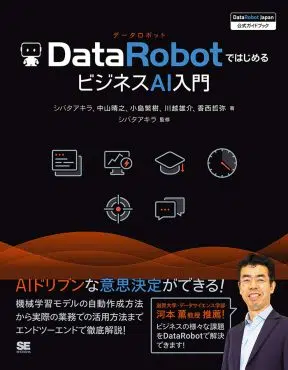 DataRobot Japan
公式ガイドブック
データロボット
DataRobotではじめる
ビジネスAI入門
シバタアキラ, 中山晴之, 小島繁樹, 川越雄介, 香西哲弥 著
シバタアキラ 監修
AIドリブンな意思決定ができる!
機械学習モデルの自動作成方法
から実際の業務での活用方法まで
エンドツーエンドで徹底解説!
滋賀大学・データサイエンス学部
河本 薫教授 推薦!
ビジネスの様々な課題
をDataRobotで解決
できます!
SE
SHOEISHA